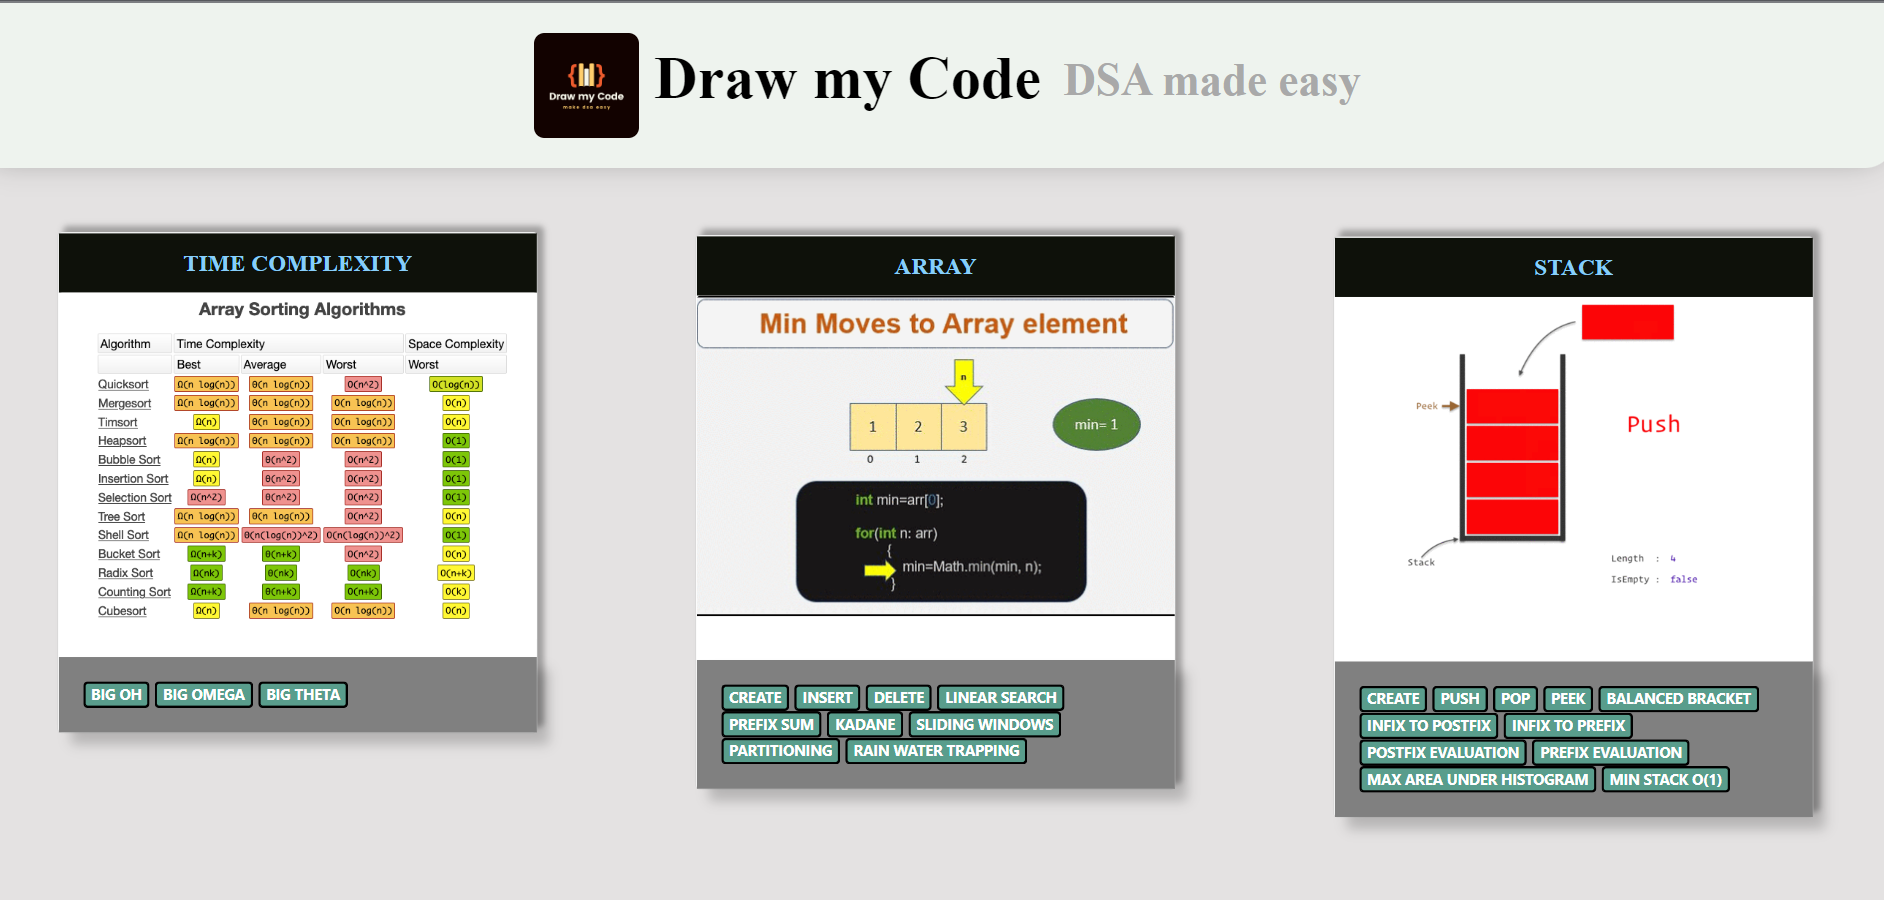 Draw my Code
make dsa easy
Draw my Code DSA made easy
TIME COMPLEXITY
Array Sorting Algorithms
Algorithm Time Complexity Space Complexity
Best Average Worst Worst
Quicksort Ω(n log(n)) Θ(n log(n)) O(n^2) O(log(n))
Mergesort Ω(n log(n)) Θ(n log(n)) O(n log(n)) O(n)
Timsort Ω(n) Θ(n log(n)) O(n log(n)) O(n)
Heapsort Ω(n log(n)) Θ(n log(n)) O(n log(n)) O(1)
Bubble Sort Ω(n) Θ(n^2) O(n^2) O(1)
Insertion Sort Ω(n) Θ(n^2) O(n^2) O(1)
Selection Sort Ω(n^2) Θ(n^2) O(n^2) O(1)
Tree Sort Ω(n log(n)) Θ(n log(n)) O(n^2) O(n)
Shell Sort Ω(n log(n)) Θ(n(log(n))^2) O(n(log(n))^2) O(1)
Bucket Sort Ω(n+k) Θ(n+k) O(n^2) O(n)
Radix Sort Ω(nk) Θ(nk) O(nk) O(n+k)
Counting Sort Ω(n+k) Θ(n+k) O(n+k) O(k)
Cubesort Ω(n) Θ(n log(n)) O(n log(n)) O(n)
BIG OH BIG OMEGA BIG THETA
ARRAY
Min Moves to Array element
n
1 2 3
0 1 2
min= 1
int min=arr[0];
for(int n: arr)
{
min=Math.min(min, n);
}
CREATE INSERT DELETE LINEAR SEARCH
PREFIX SUM KADANE SLIDING WINDOWS
PARTITIONING RAIN WATER TRAPPING
STACK
Peek
Push
Stack
Length : 4
IsEmpty : false
CREATE PUSH POP PEEK BALANCED BRACKET
INFIX TO POSTFIX INFIX TO PREFIX
POSTFIX EVALUATION PREFIX EVALUATION
MAX AREA UNDER HISTOGRAM MIN STACK O(1)